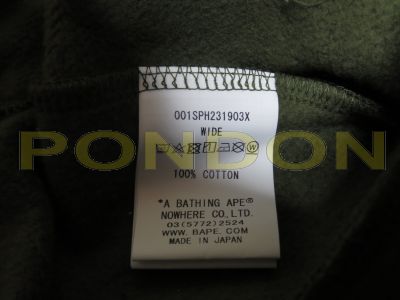 001SPH231903X
WIDE
100% COTTON
*A BATHING APE®
NOWHERE CO.,LTD.
03(5772)2524
WWW.BAPE.COM
MADE IN JAPAN
PONDON